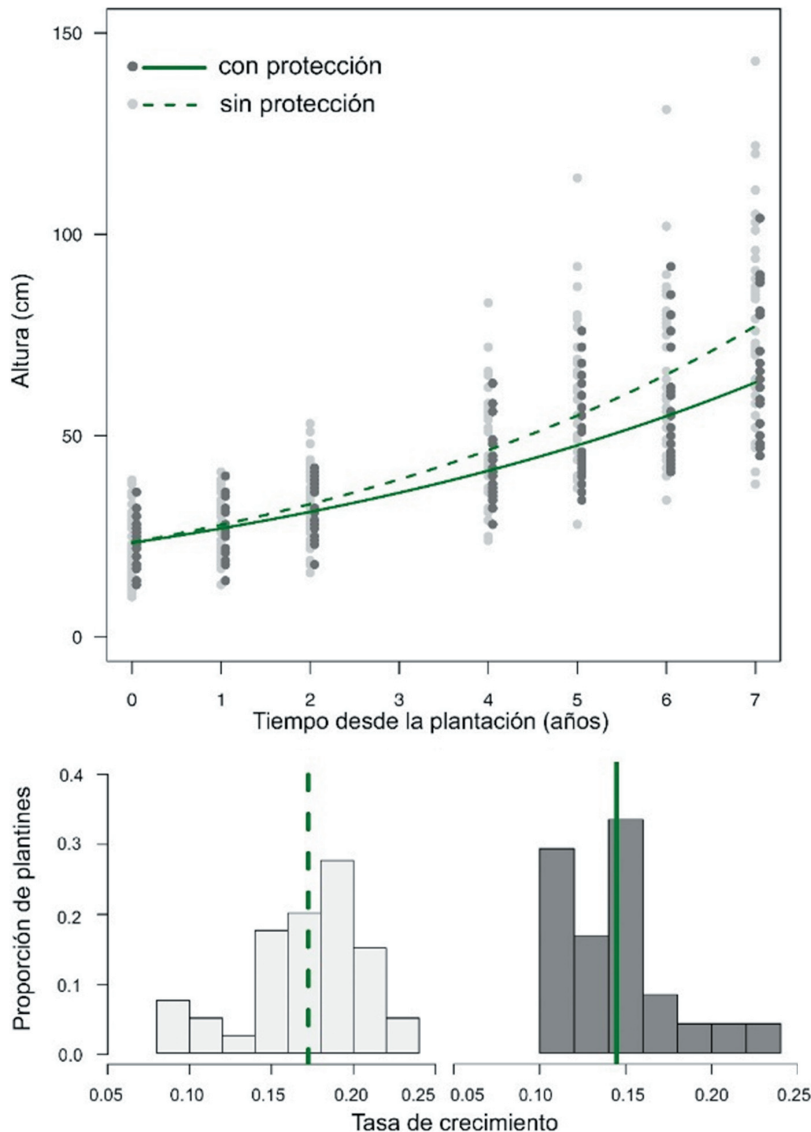 150
con protección
sin protección
100
Altura (cm)
50
0
0 1 2 3 4 5 6 7
Tiempo desde la plantación (años)
0.4
0.3
0.2
0.1
0.0
Proporción de plantines
0.05 0.10 0.15 0.20 0.25 0.05 0.10 0.15 0.20 0.25
Tasa de crecimiento